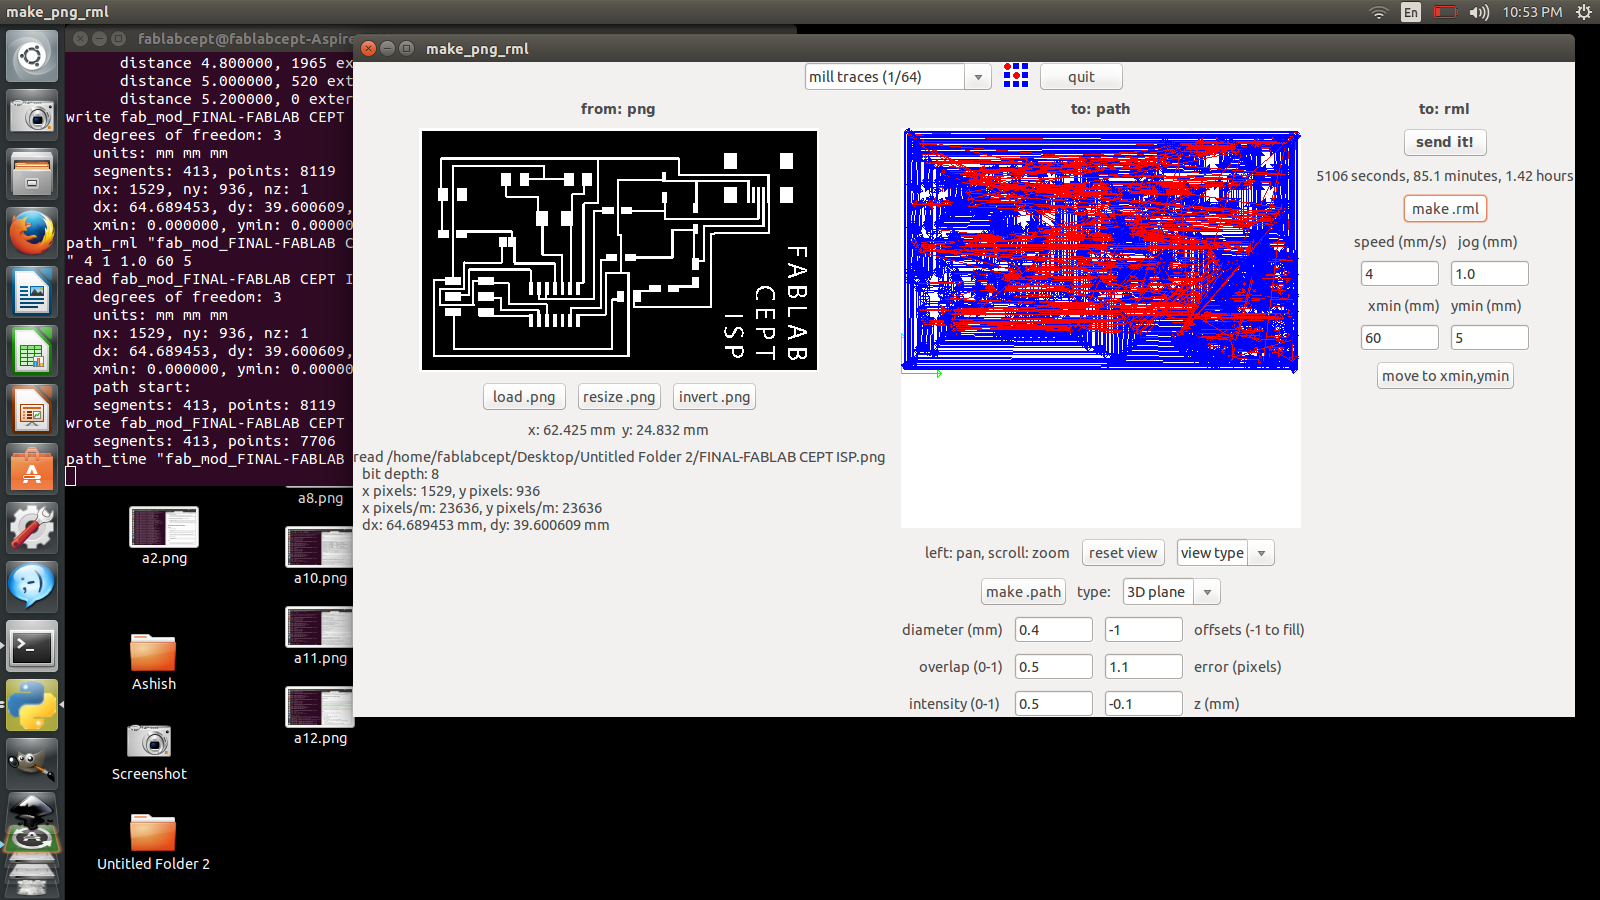 make_png_rml
En
10:53 PM
fablabcept@fablabcept-Aspire
distance 4.800000, 1965 ex
distance 5.000000, 520 ext
distance 5.200000, 0 exter
write fab_mod_FINAL-FABLAB CEPT
degrees of freedom: 3
units: mm mm mm
segments: 413, points: 8119
nx: 1529, ny: 936, nz: 1
dx: 64.689453, dy: 39.600609,
xmin: 0.000000, ymin: 0.00000
path_rml "fab_mod_FINAL-FABLAB C
" 4 1 1.0 60 5
read fab_mod_FINAL-FABLAB CEPT I
degrees of freedom: 3
units: mm mm mm
nx: 1529, ny: 936, nz: 1
dx: 64.689453, dy: 39.600609,
xmin: 0.000000, ymin: 0.00000
path start:
segments: 413, points: 8119
wrote fab_mod_FINAL-FABLAB CEPT
segments: 413, points: 7706
path_time "fab_mod_FINAL-FABLAB
a8.png
a2.png
a10.png
a11.png
Ashish
a12.png
Screenshot
Untitled Folder 2
make_png_rml
mill traces (1/64)
quit
from: png
FABLAB
CEPT
ISP
load .png
resize .png
invert .png
x: 62.425 mm y: 24.832 mm
read /home/fablabcept/Desktop/Untitled Folder 2/FINAL-FABLAB CEPT ISP.png
bit depth: 8
x pixels: 1529, y pixels: 936
x pixels/m: 23636, y pixels/m: 23636
dx: 64.689453 mm, dy: 39.600609 mm
to: path
left: pan, scroll: zoom
reset view
view type
make .path
type:
3D plane
diameter (mm)
0.4
-1
offsets (-1 to fill)
overlap (0-1)
0.5
1.1
error (pixels)
intensity (0-1)
0.5
-0.1
z (mm)
to: rml
send it!
5106 seconds, 85.1 minutes, 1.42 hours
make .rml
speed (mm/s)
jog (mm)
4
1.0
xmin (mm)
ymin (mm)
60
5
move to xmin,ymin